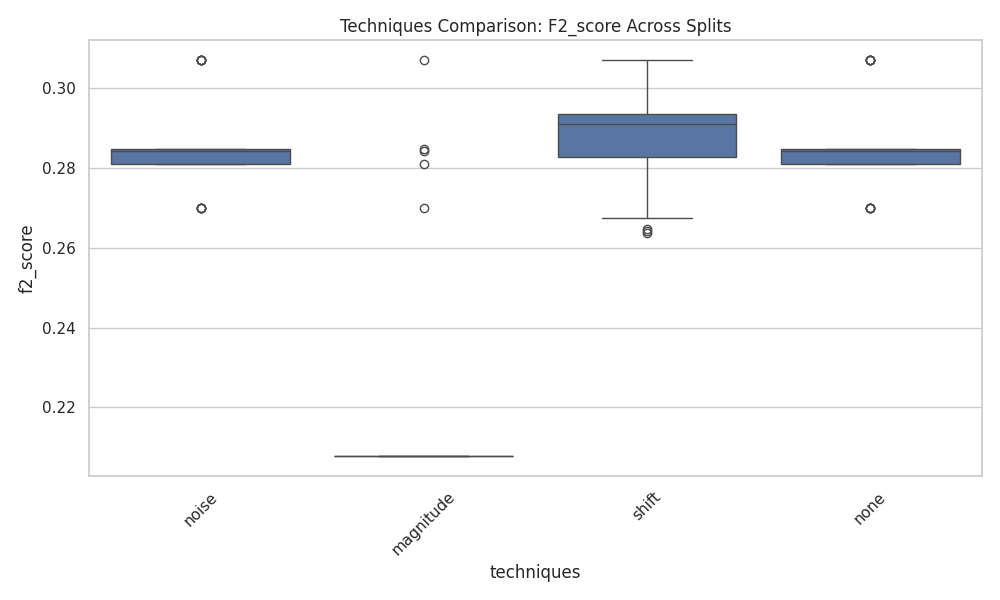 Techniques Comparison: F2_score Across Splits
f2_score
0.30
0.28
0.26
0.24
0.22
noise
magnitude
shift
none
techniques